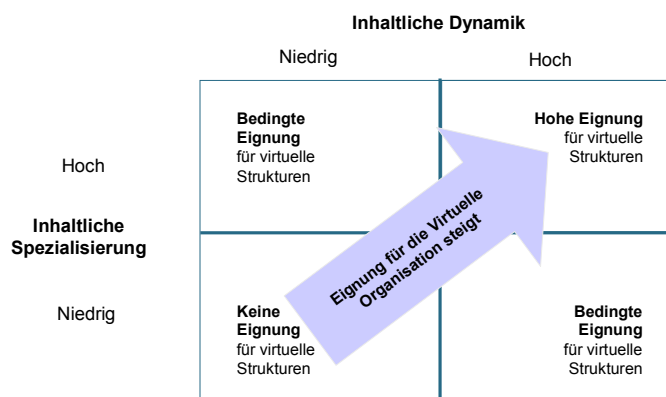 Inhaltliche Dynamik
Niedrig
Hoch
Hoch
Inhaltliche
Spezialisierung
Niedrig
Bedingte
Eignung
für virtuelle
Strukturen
Hohe Eignung
für virtuelle
Strukturen
Eignung für die Virtuelle
Organisation steigt
Keine
Eignung
für virtuelle
Strukturen
Bedingte
Eignung
für virtuelle
Strukturen